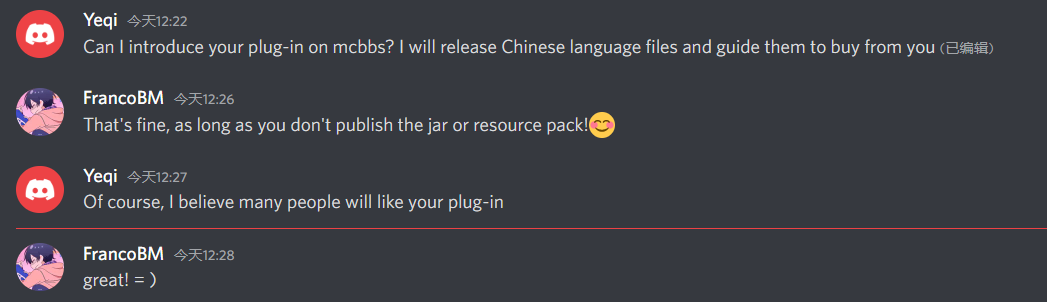 Yeqi 今天12:22
Can I introduce your plug-in on mcbbs? I will release Chinese language files and guide them to buy from you (已编辑)
FrancoBM 今天12:26
That's fine, as long as you don't publish the jar or resource pack!😊
Yeqi 今天12:27
Of course, I believe many people will like your plug-in
FrancoBM 今天12:28
great! = )